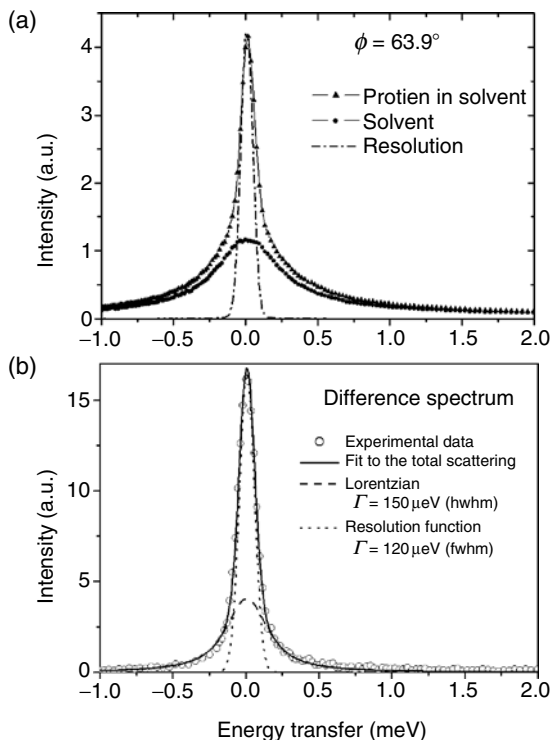 (a)
ϕ = 63.9°
Protien in solvent
Solvent
Resolution
Intensity (a.u.)
4
3
2
1
0
−1.0 −0.5 0.0 0.5 1.0 1.5 2.0
(b)
Difference spectrum
Experimental data
Fit to the total scattering
Lorentzian
Γ = 150 μeV (hwhm)
Resolution function
Γ = 120 μeV (fwhm)
Intensity (a.u.)
15
10
5
0
−1.0 −0.5 0.0 0.5 1.0 1.5 2.0
Energy transfer (meV)